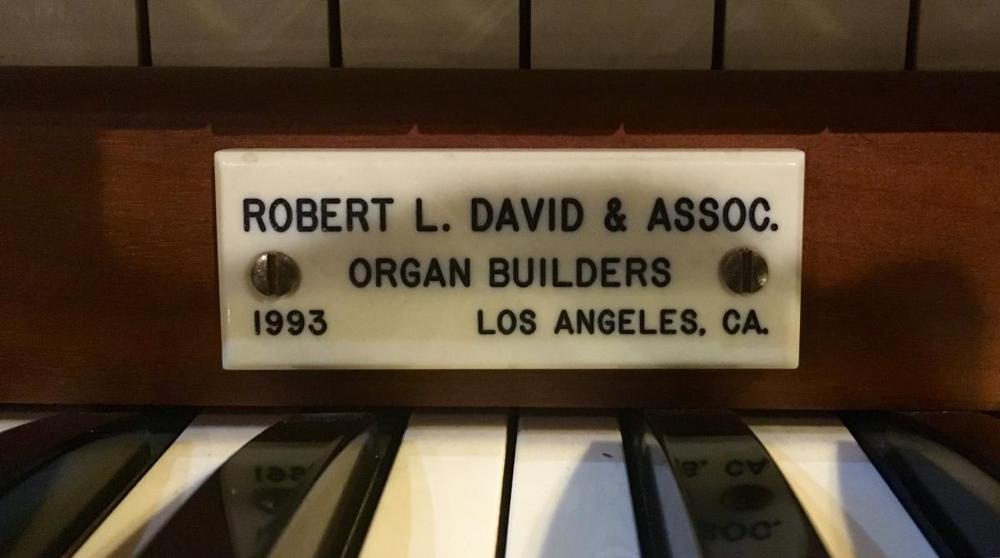 ROBERT L. DAVID & ASSOC.
ORGAN BUILDERS
1993 LOS ANGELES, CA.